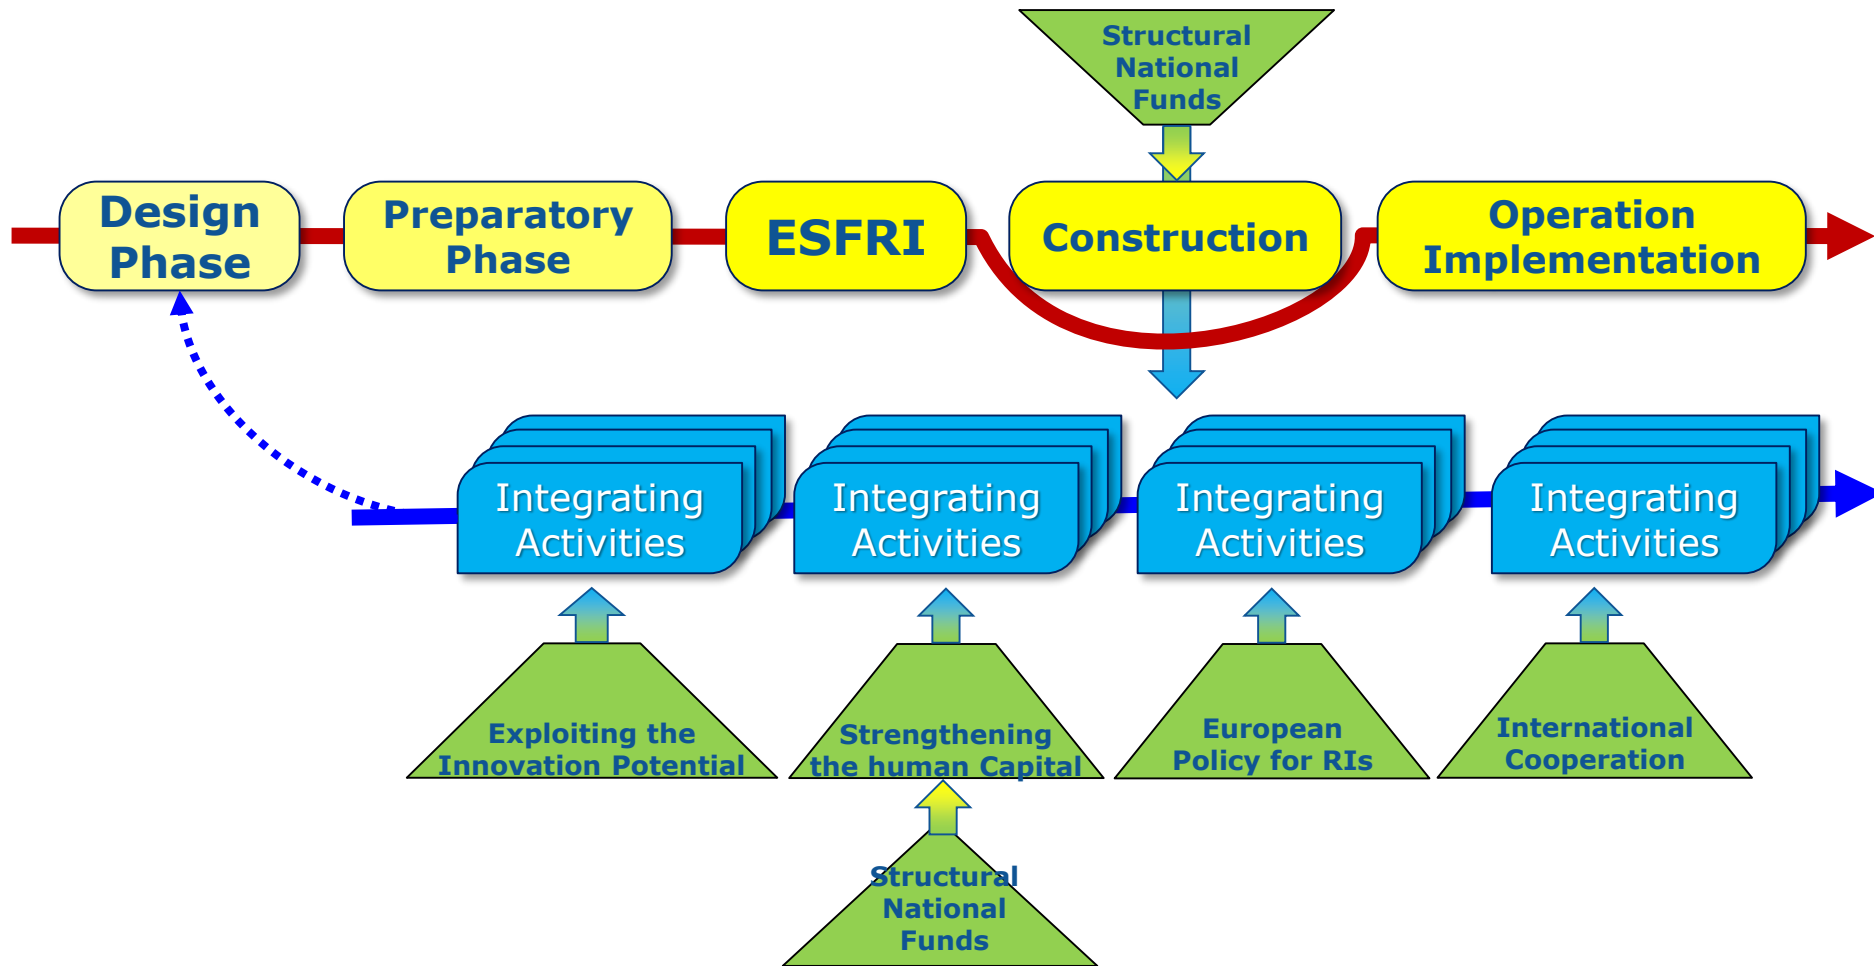 Structural
National
Funds
Design
Phase
Preparatory
Phase
ESFRI
Construction
Operation
Implementation
Integrating
Activities
Integrating
Activities
Integrating
Activities
Integrating
Activities
Exploiting the
Innovation Potential
Strengthening
the human Capital
European
Policy for RIs
International
Cooperation
Structural
National
Funds